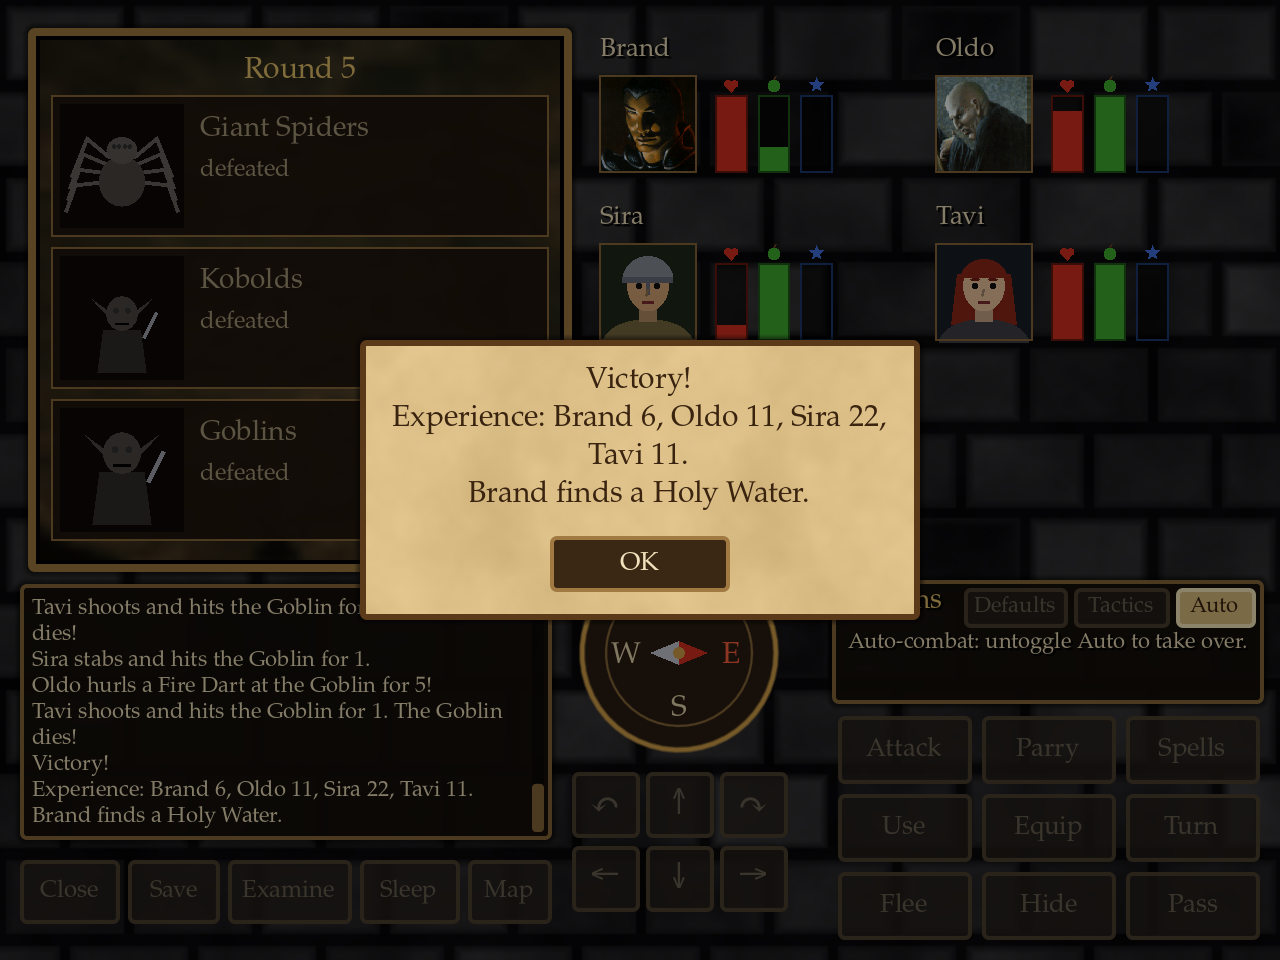 Round 5
Giant Spiders
defeated
Kobolds
defeated
Goblins
defeated
Brand
Oldo
Sira
Tavi
Victory!
Experience: Brand 6, Oldo 11, Sira 22,
Tavi 11.
Brand finds a Holy Water.
OK
Tavi shoots and hits the Goblin for
dies!
Sira stabs and hits the Goblin for 1.
Oldo hurls a Fire Dart at the Goblin for 5!
Tavi shoots and hits the Goblin for 1. The Goblin
dies!
Victory!
Experience: Brand 6, Oldo 11, Sira 22, Tavi 11.
Brand finds a Holy Water.
W E
S
Defaults Tactics Auto
Auto-combat: untoggle Auto to take over.
Attack Parry Spells
Use Equip Turn
Flee Hide Pass
Close Save Examine Sleep Map